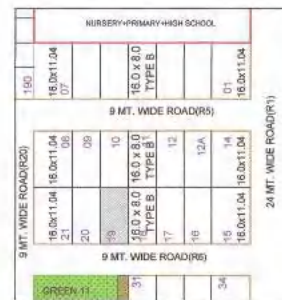 NURSERY+PRIMARY+HIGH SCHOOL
190
16.0x11.04
07
16.0 x 8.0
TYPE B
01
16.0x11.04
9 MT. WIDE ROAD(R5)
24 MT. WIDE ROAD(R1)
9 MT. WIDE ROAD(R20)
16.0x11.04
08
09
10
16.0 x 8.0
TYPE B
12
12A
14
16.0x11.04
16.0x11.04
21
20
19
16.0 x 8.0
TYPE B
17
16
15
16.0x11.04
9 MT. WIDE ROAD(R6)
GREEN 11
31
34